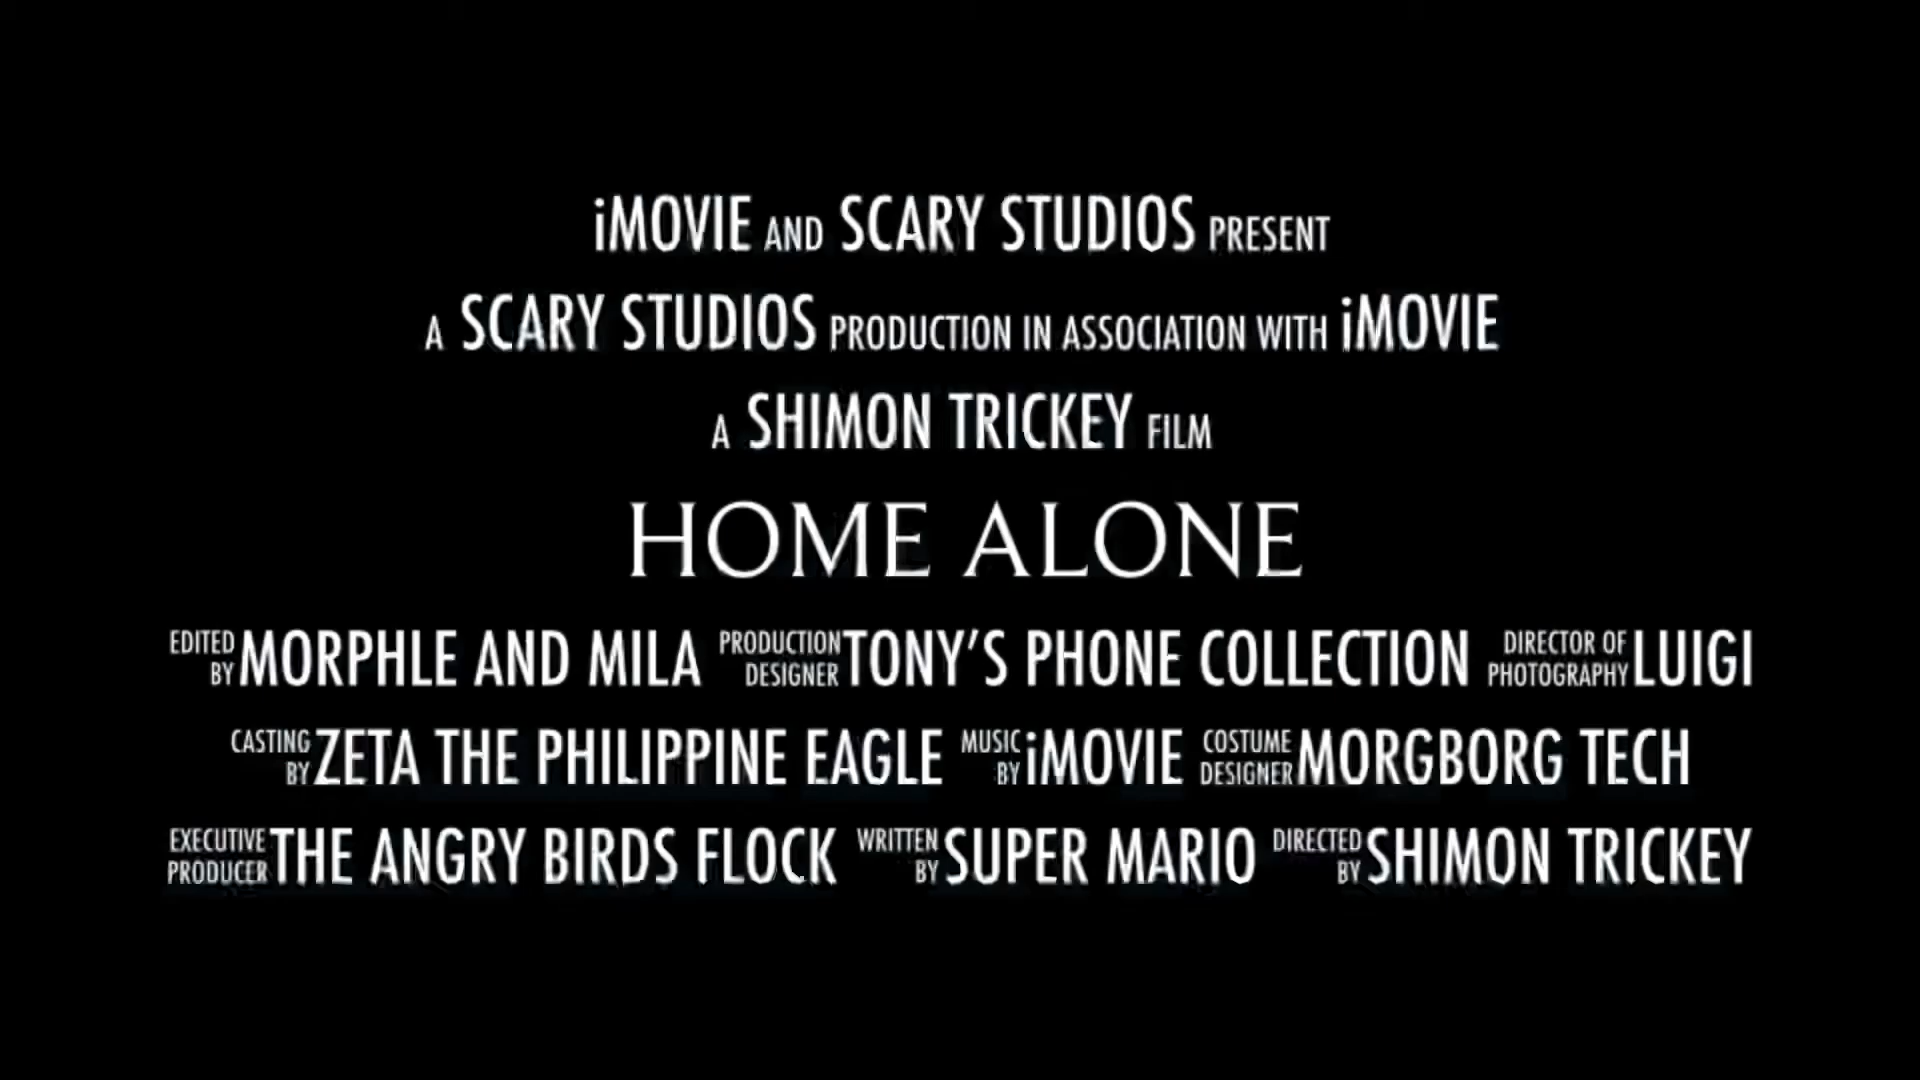 iMOVIE AND SCARY STUDIOS PRESENT
A SCARY STUDIOS PRODUCTION IN ASSOCIATION WITH iMOVIE
A SHIMON TRICKEY FILM
HOME ALONE
EDITED BY MORPHLE AND MILA PRODUCTION DESIGNER TONY'S PHONE COLLECTION DIRECTOR OF PHOTOGRAPHY LUIGI
CASTING BY ZETA THE PHILIPPINE EAGLE MUSIC BY iMOVIE COSTUME DESIGNER MORGBORG TECH
EXECUTIVE PRODUCER THE ANGRY BIRDS FLOCK WRITTEN BY SUPER MARIO DIRECTED BY SHIMON TRICKEY